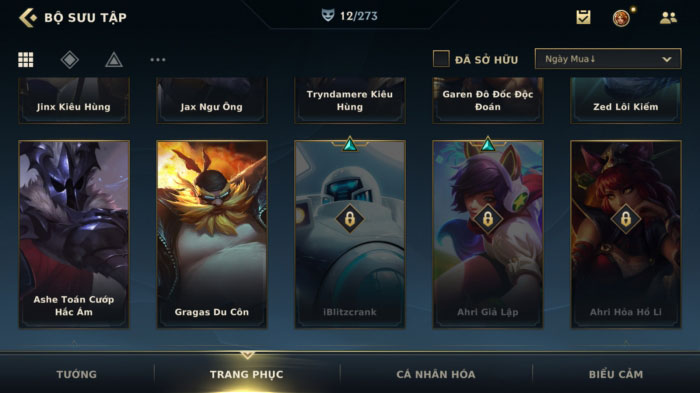 BỘ SƯU TẬP
12/273
ĐÃ SỞ HỮU
Ngày Mua↓
Jinx Kiêu Hùng
Jax Ngư Ông
Tryndamere Kiêu
Hùng
Garen Đô Đốc Độc
Đoán
Zed Lôi Kiếm
Ashe Toán Cướp
Hắc Ám
Gragas Du Côn
iBlitzcrank
Ahri Giả Lập
Ahri Hỏa Hồ Li
TƯỚNG
TRANG PHỤC
CÁ NHÂN HÓA
BIỂU CẢM